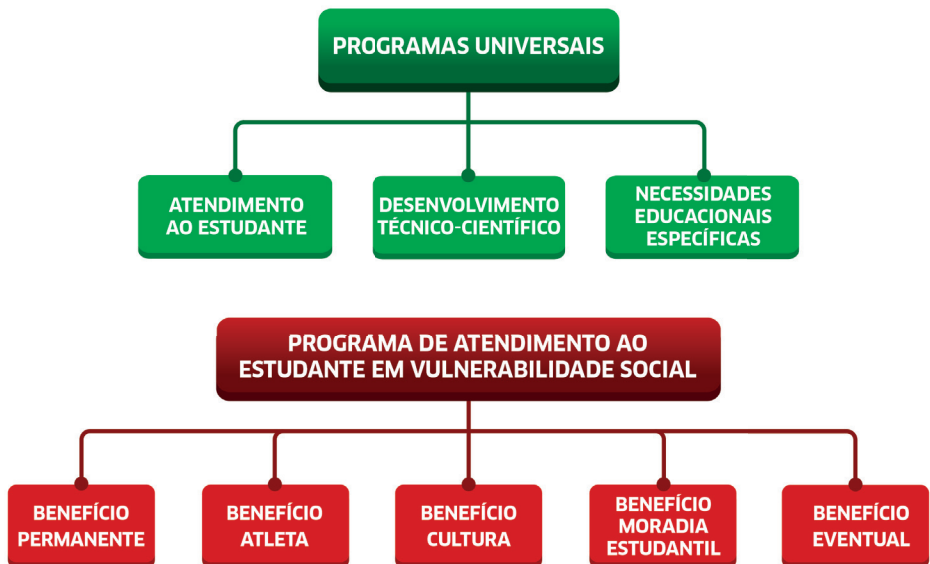 PROGRAMAS UNIVERSAIS
ATENDIMENTO
AO ESTUDANTE
DESENVOLVIMENTO
TÉCNICO-CIENTÍFICO
NECESSIDADES
EDUCACIONAIS
ESPECÍFICAS
PROGRAMA DE ATENDIMENTO AO
ESTUDANTE EM VULNERABILIDADE SOCIAL
BENEFÍCIO
PERMANENTE
BENEFÍCIO
ATLETA
BENEFÍCIO
CULTURA
BENEFÍCIO
MORADIA
ESTUDANTIL
BENEFÍCIO
EVENTUAL